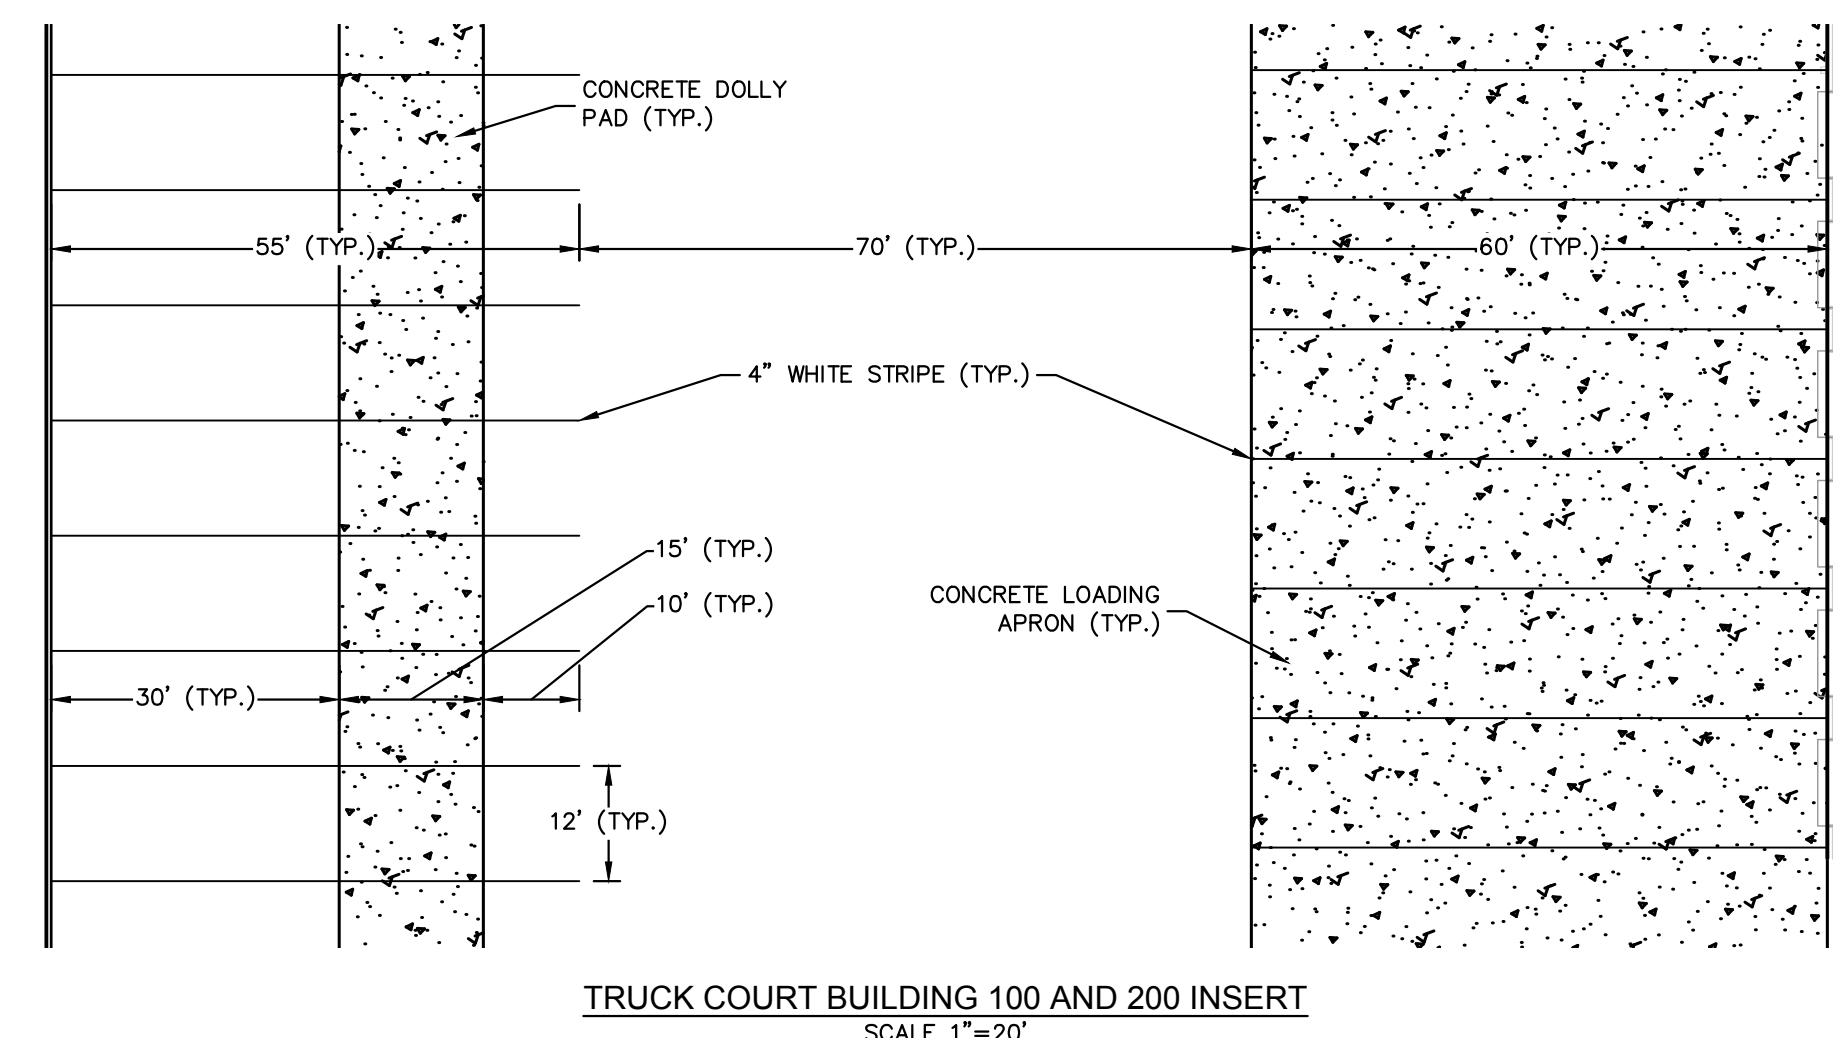 CONCRETE DOLLY
PAD (TYP.)
55' (TYP.)
70' (TYP.)
60' (TYP.)
4" WHITE STRIPE (TYP.)
15' (TYP.)
10' (TYP.)
CONCRETE LOADING
APRON (TYP.)
30' (TYP.)
12' (TYP.)
TRUCK COURT BUILDING 100 AND 200 INSERT
SCALE 1"=20'